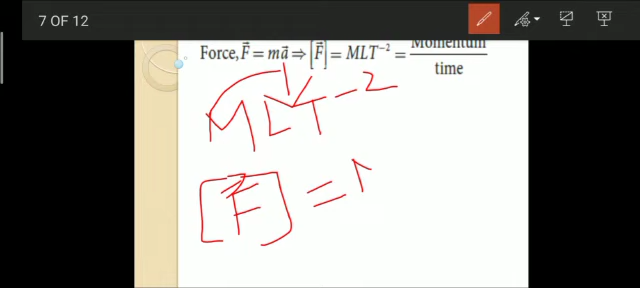 7 OF 12
Force, F⃗ = ma⃗ ⇒ [F⃗] = MLT⁻² = Momentum / time
MLT⁻²
[F⃗] =